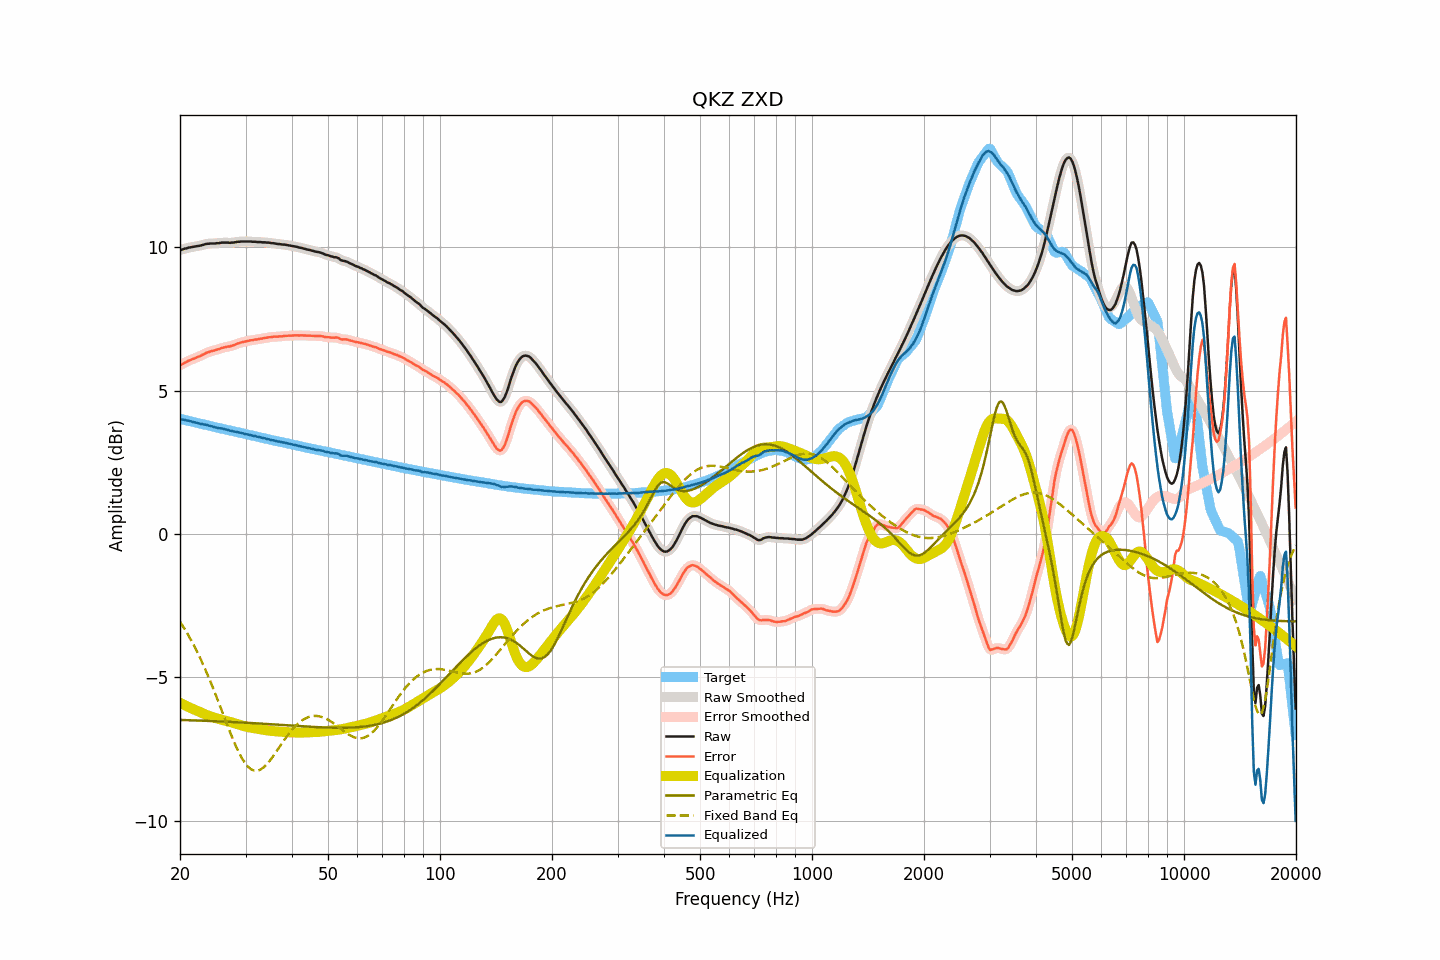 QKZ ZXD
Amplitude (dBr)
10
5
0
−5
−10
Target
Raw Smoothed
Error Smoothed
Raw
Error
Equalization
Parametric Eq
Fixed Band Eq
Equalized
20 50 100 200 500 1000 2000 5000 10000 20000
Frequency (Hz)